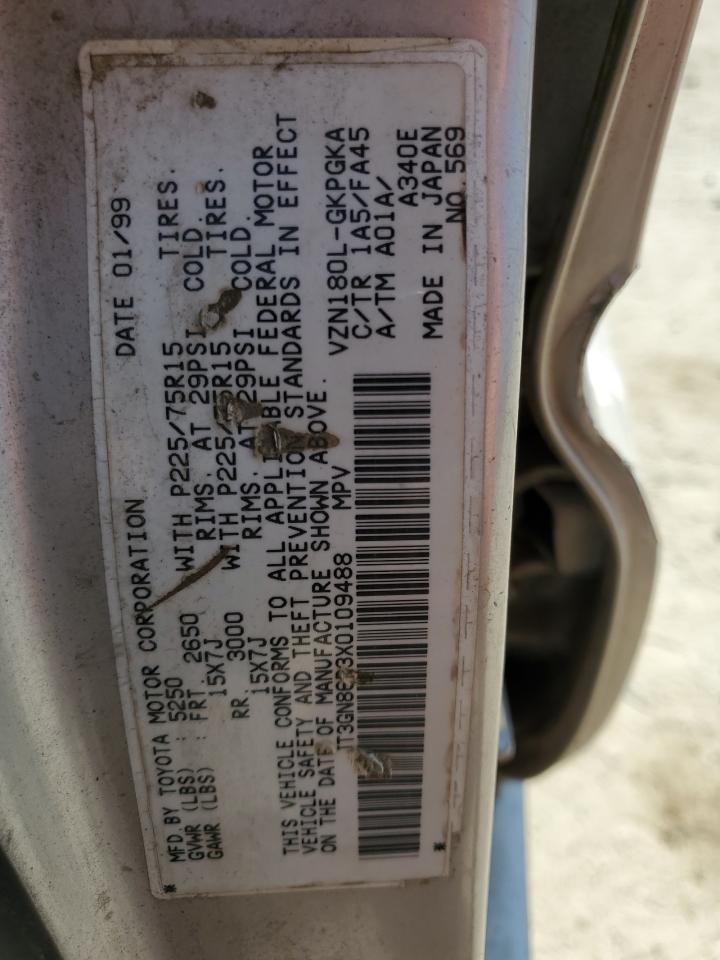 MFD.BY TOYOTA MOTOR CORPORATION DATE 01/99
GVWR (LBS) : 5250
GAWR (LBS) : FRT. 2650 WITH P225/75R15 TIRES.
15X7J RIMS. AT 29PSI COLD.
RR. 3000 WITH P225/75R15 TIRES.
15X7J RIMS. AT 29PSI COLD.
THIS VEHICLE CONFORMS TO ALL APPLICABLE FEDERAL MOTOR
VEHICLE SAFETY AND THEFT PREVENTION STANDARDS IN EFFECT
ON THE DATE OF MANUFACTURE SHOWN ABOVE.
MPV VZN180L-GKPGKA
C/TR 1A5/FA45
A/TM A01A/
A340E
MADE IN JAPAN
NO.569